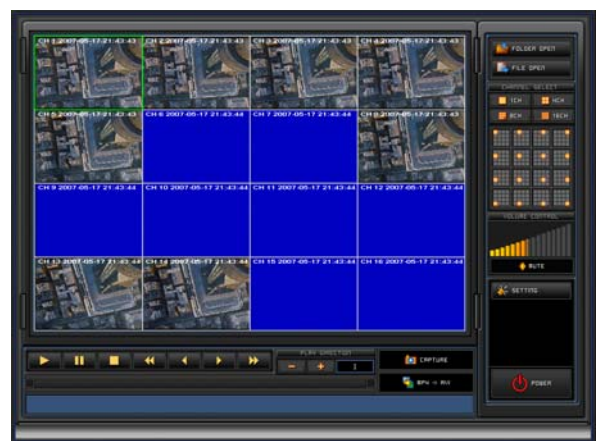 CH 1 2007-05-17 21:43:43 CH 2 2007-05-17 21:43:43 CH 3 2007-05-17 21:43:43 CH 4 2007-05-17 21:43:43
CH 5 2007-05-17 21:43:43 CH 6 2007-05-17 21:43:44 CH 7 2007-05-17 21:43:44 CH 8 2007-05-17 21:43:43
CH 9 2007-05-17 21:43:44 CH 10 2007-05-17 21:43:44 CH 11 2007-05-17 21:43:44 CH 12 2007-05-17 21:43:44
CH 13 2007-05-17 21:43:44 CH 14 2007-05-17 21:43:44 CH 15 2007-05-17 21:43:44 CH 16 2007-05-17 21:43:44
FOLDER OPEN
FILE OPEN
CHANNEL SELECT
1CH 4CH
8CH 16CH
VOLUME CONTROL
MUTE
SETTING
POWER
PLAY DIRECTION
1
CAPTURE